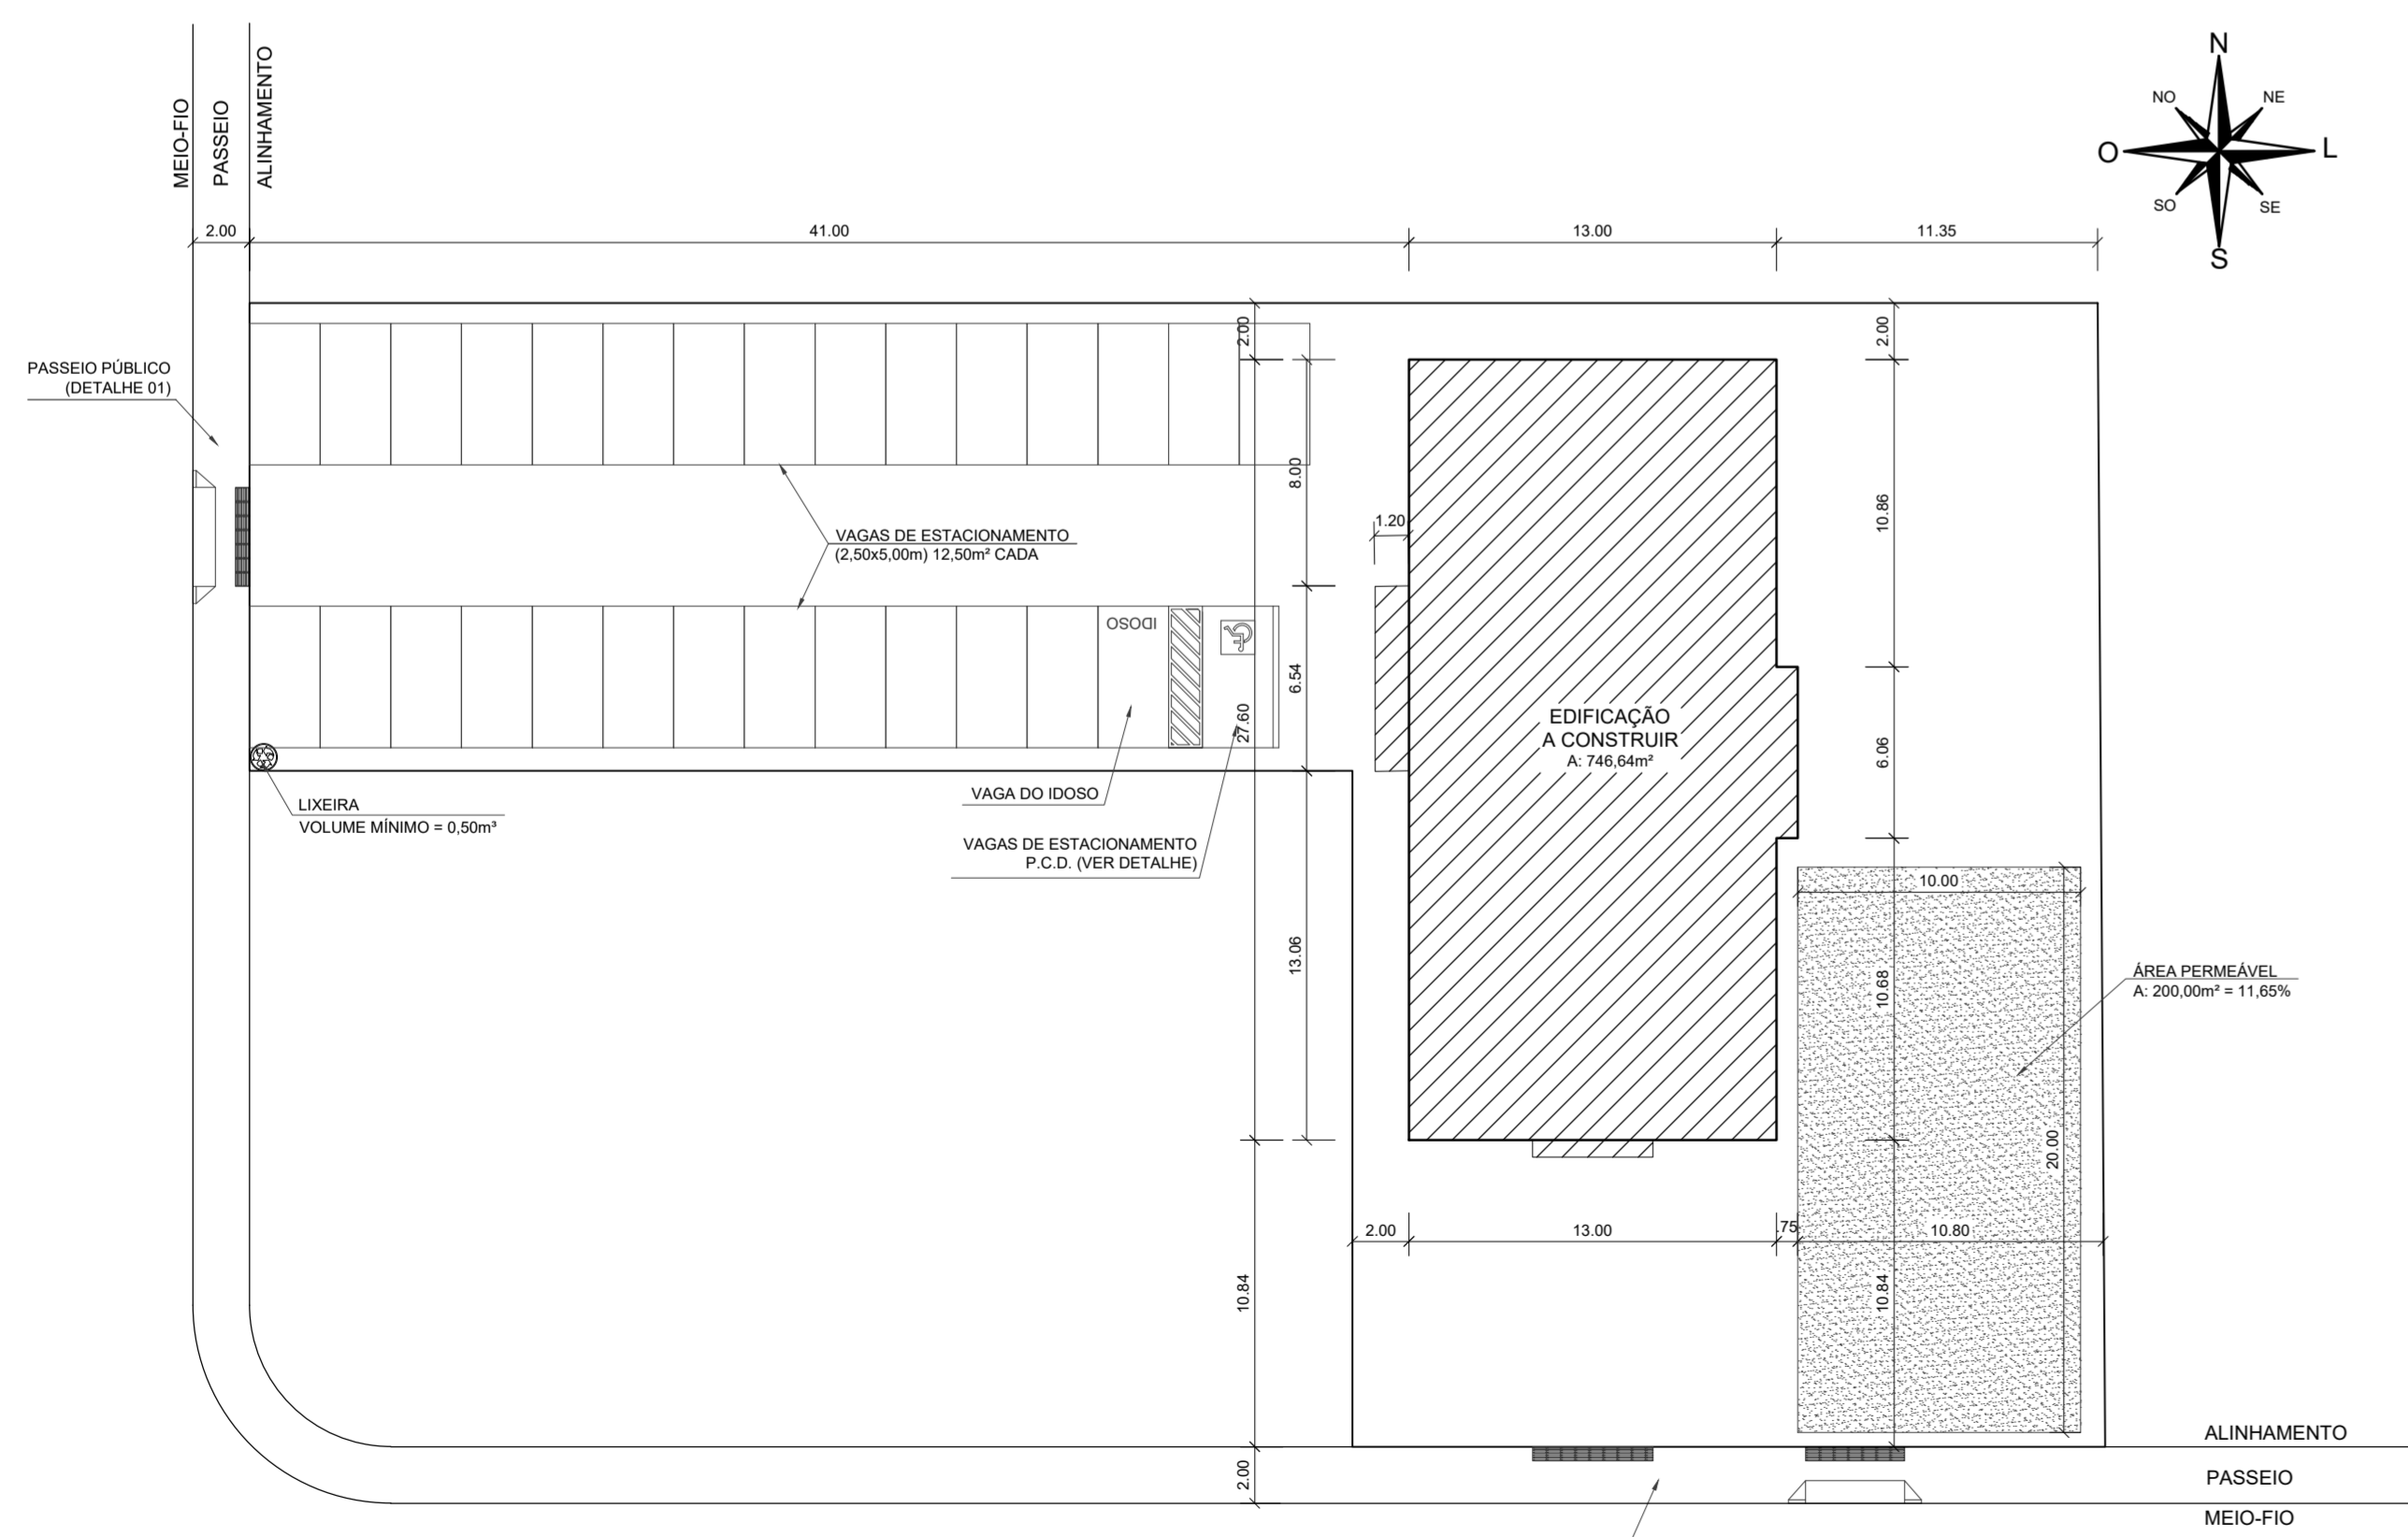 MEIO-FIO
PASSEIO
ALINHAMENTO
N
NO
NE
O
L
SO
SE
S
2.00
41.00
13.00
11.35
PASSEIO PÚBLICO
(DETALHE 01)
2.00
2.00
8.00
10.86
1.20
VAGAS DE ESTACIONAMENTO
(2,50x5,00m) 12,50m² CADA
IDOSO
6.54
27.60
EDIFICAÇÃO
A CONSTRUIR
A: 746,64m²
6.06
VAGA DO IDOSO
LIXEIRA
VOLUME MÍNIMO = 0,50m³
VAGAS DE ESTACIONAMENTO
P.C.D. (VER DETALHE)
10.00
13.06
10.68
ÁREA PERMEÁVEL
A: 200,00m² = 11,65%
20.00
2.00
13.00
.75
10.80
10.84
10.84
ALINHAMENTO
2.00
PASSEIO
MEIO-FIO